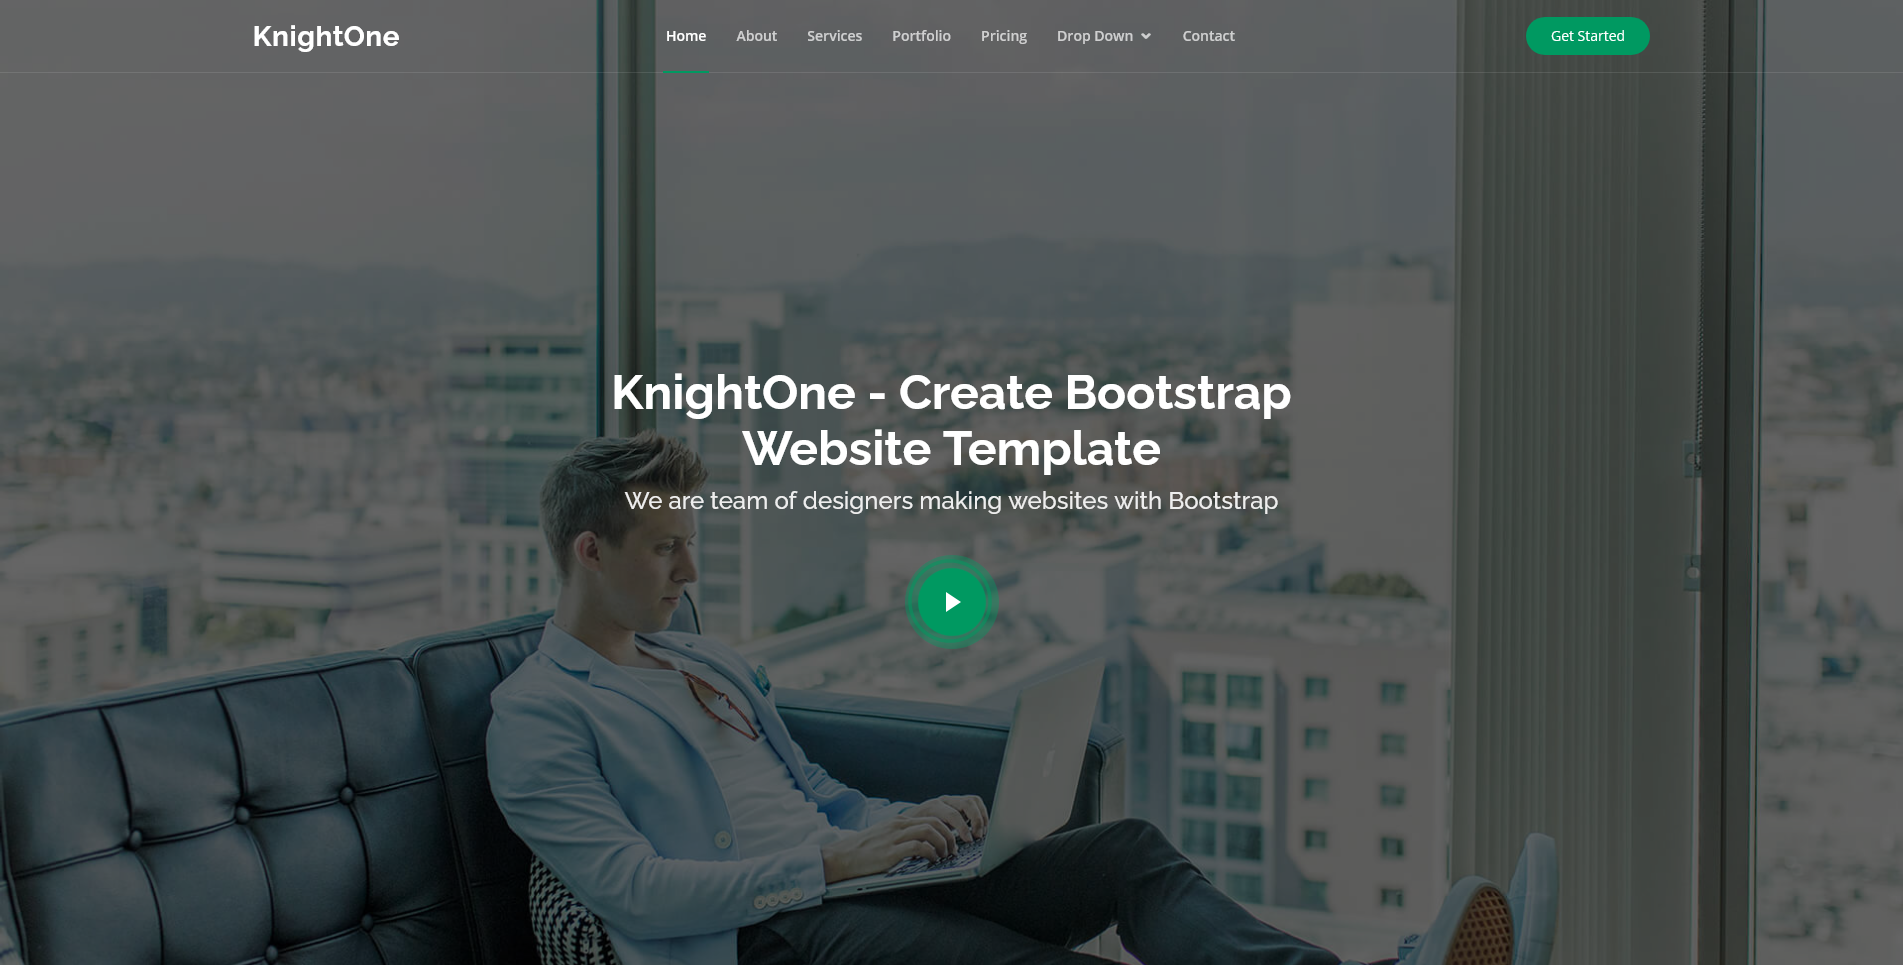 KnightOne
Home About Services Portfolio Pricing Drop Down Contact
Get Started
KnightOne - Create Bootstrap
Website Template
We are team of designers making websites with Bootstrap